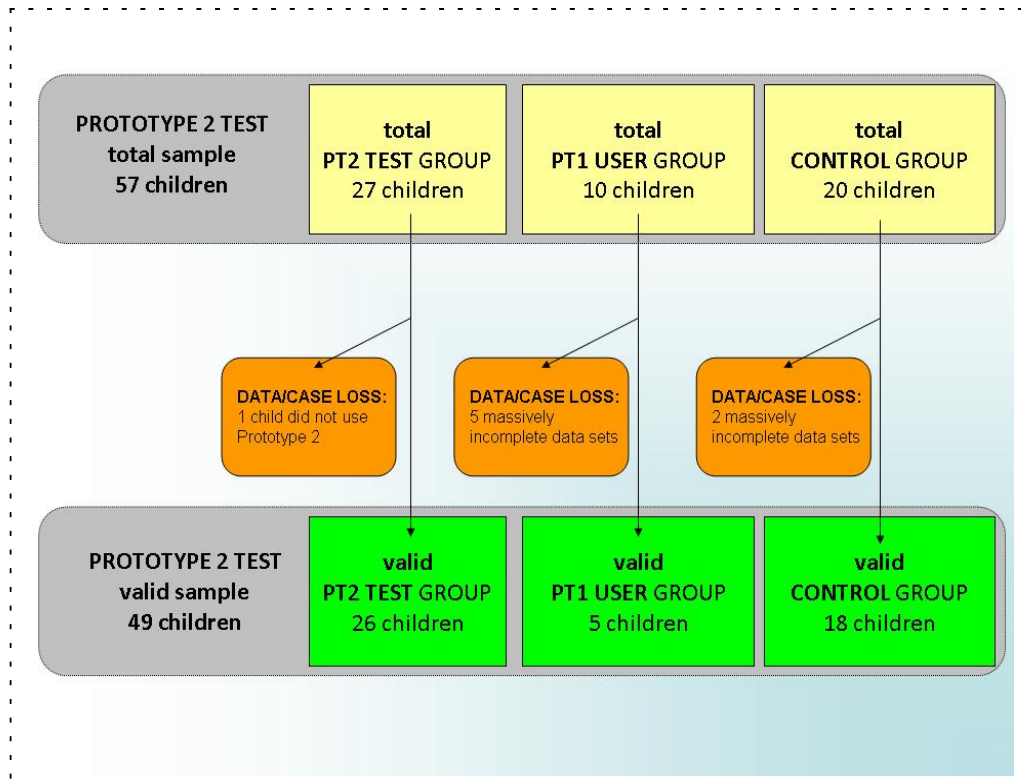 PROTOTYPE 2 TEST
total sample
57 children
total
PT2 TEST GROUP
27 children
total
PT1 USER GROUP
10 children
total
CONTROL GROUP
20 children
DATA/CASE LOSS:
1 child did not use
Prototype 2
DATA/CASE LOSS:
5 massively
incomplete data sets
DATA/CASE LOSS:
2 massively
incomplete data sets
PROTOTYPE 2 TEST
valid sample
49 children
valid
PT2 TEST GROUP
26 children
valid
PT1 USER GROUP
5 children
valid
CONTROL GROUP
18 children